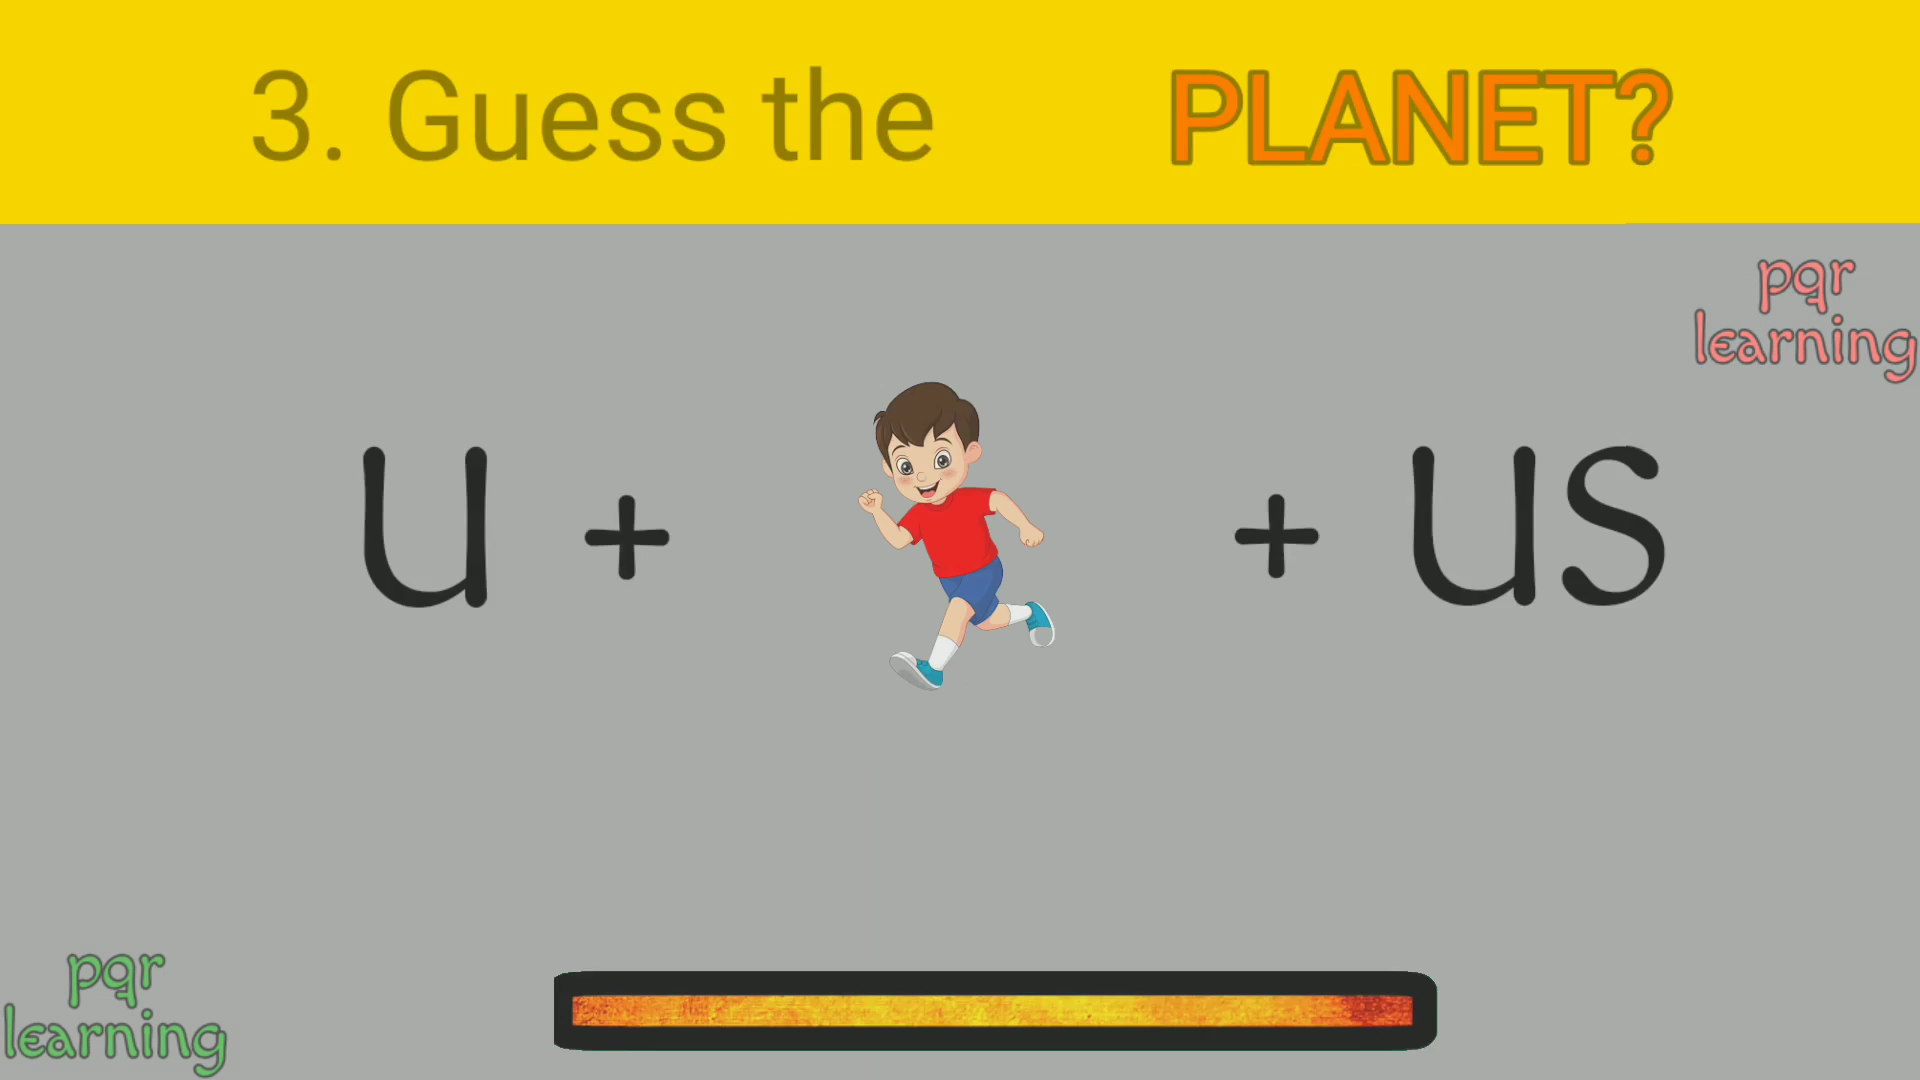 3. Guess the PLANET?
pqr
learning
u + + us
pqr
learning